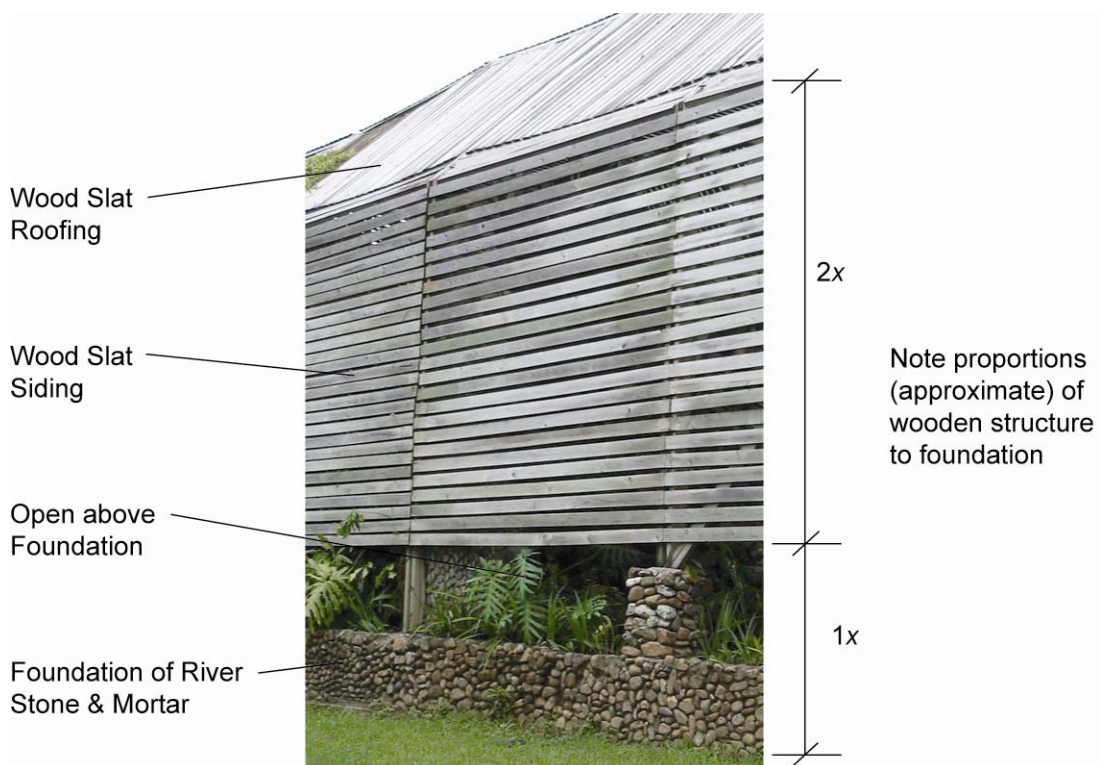 Wood Slat
Roofing
Wood Slat
Siding
Open above
Foundation
Foundation of River
Stone & Mortar
2x
1x
Note proportions
(approximate) of
wooden structure
to foundation